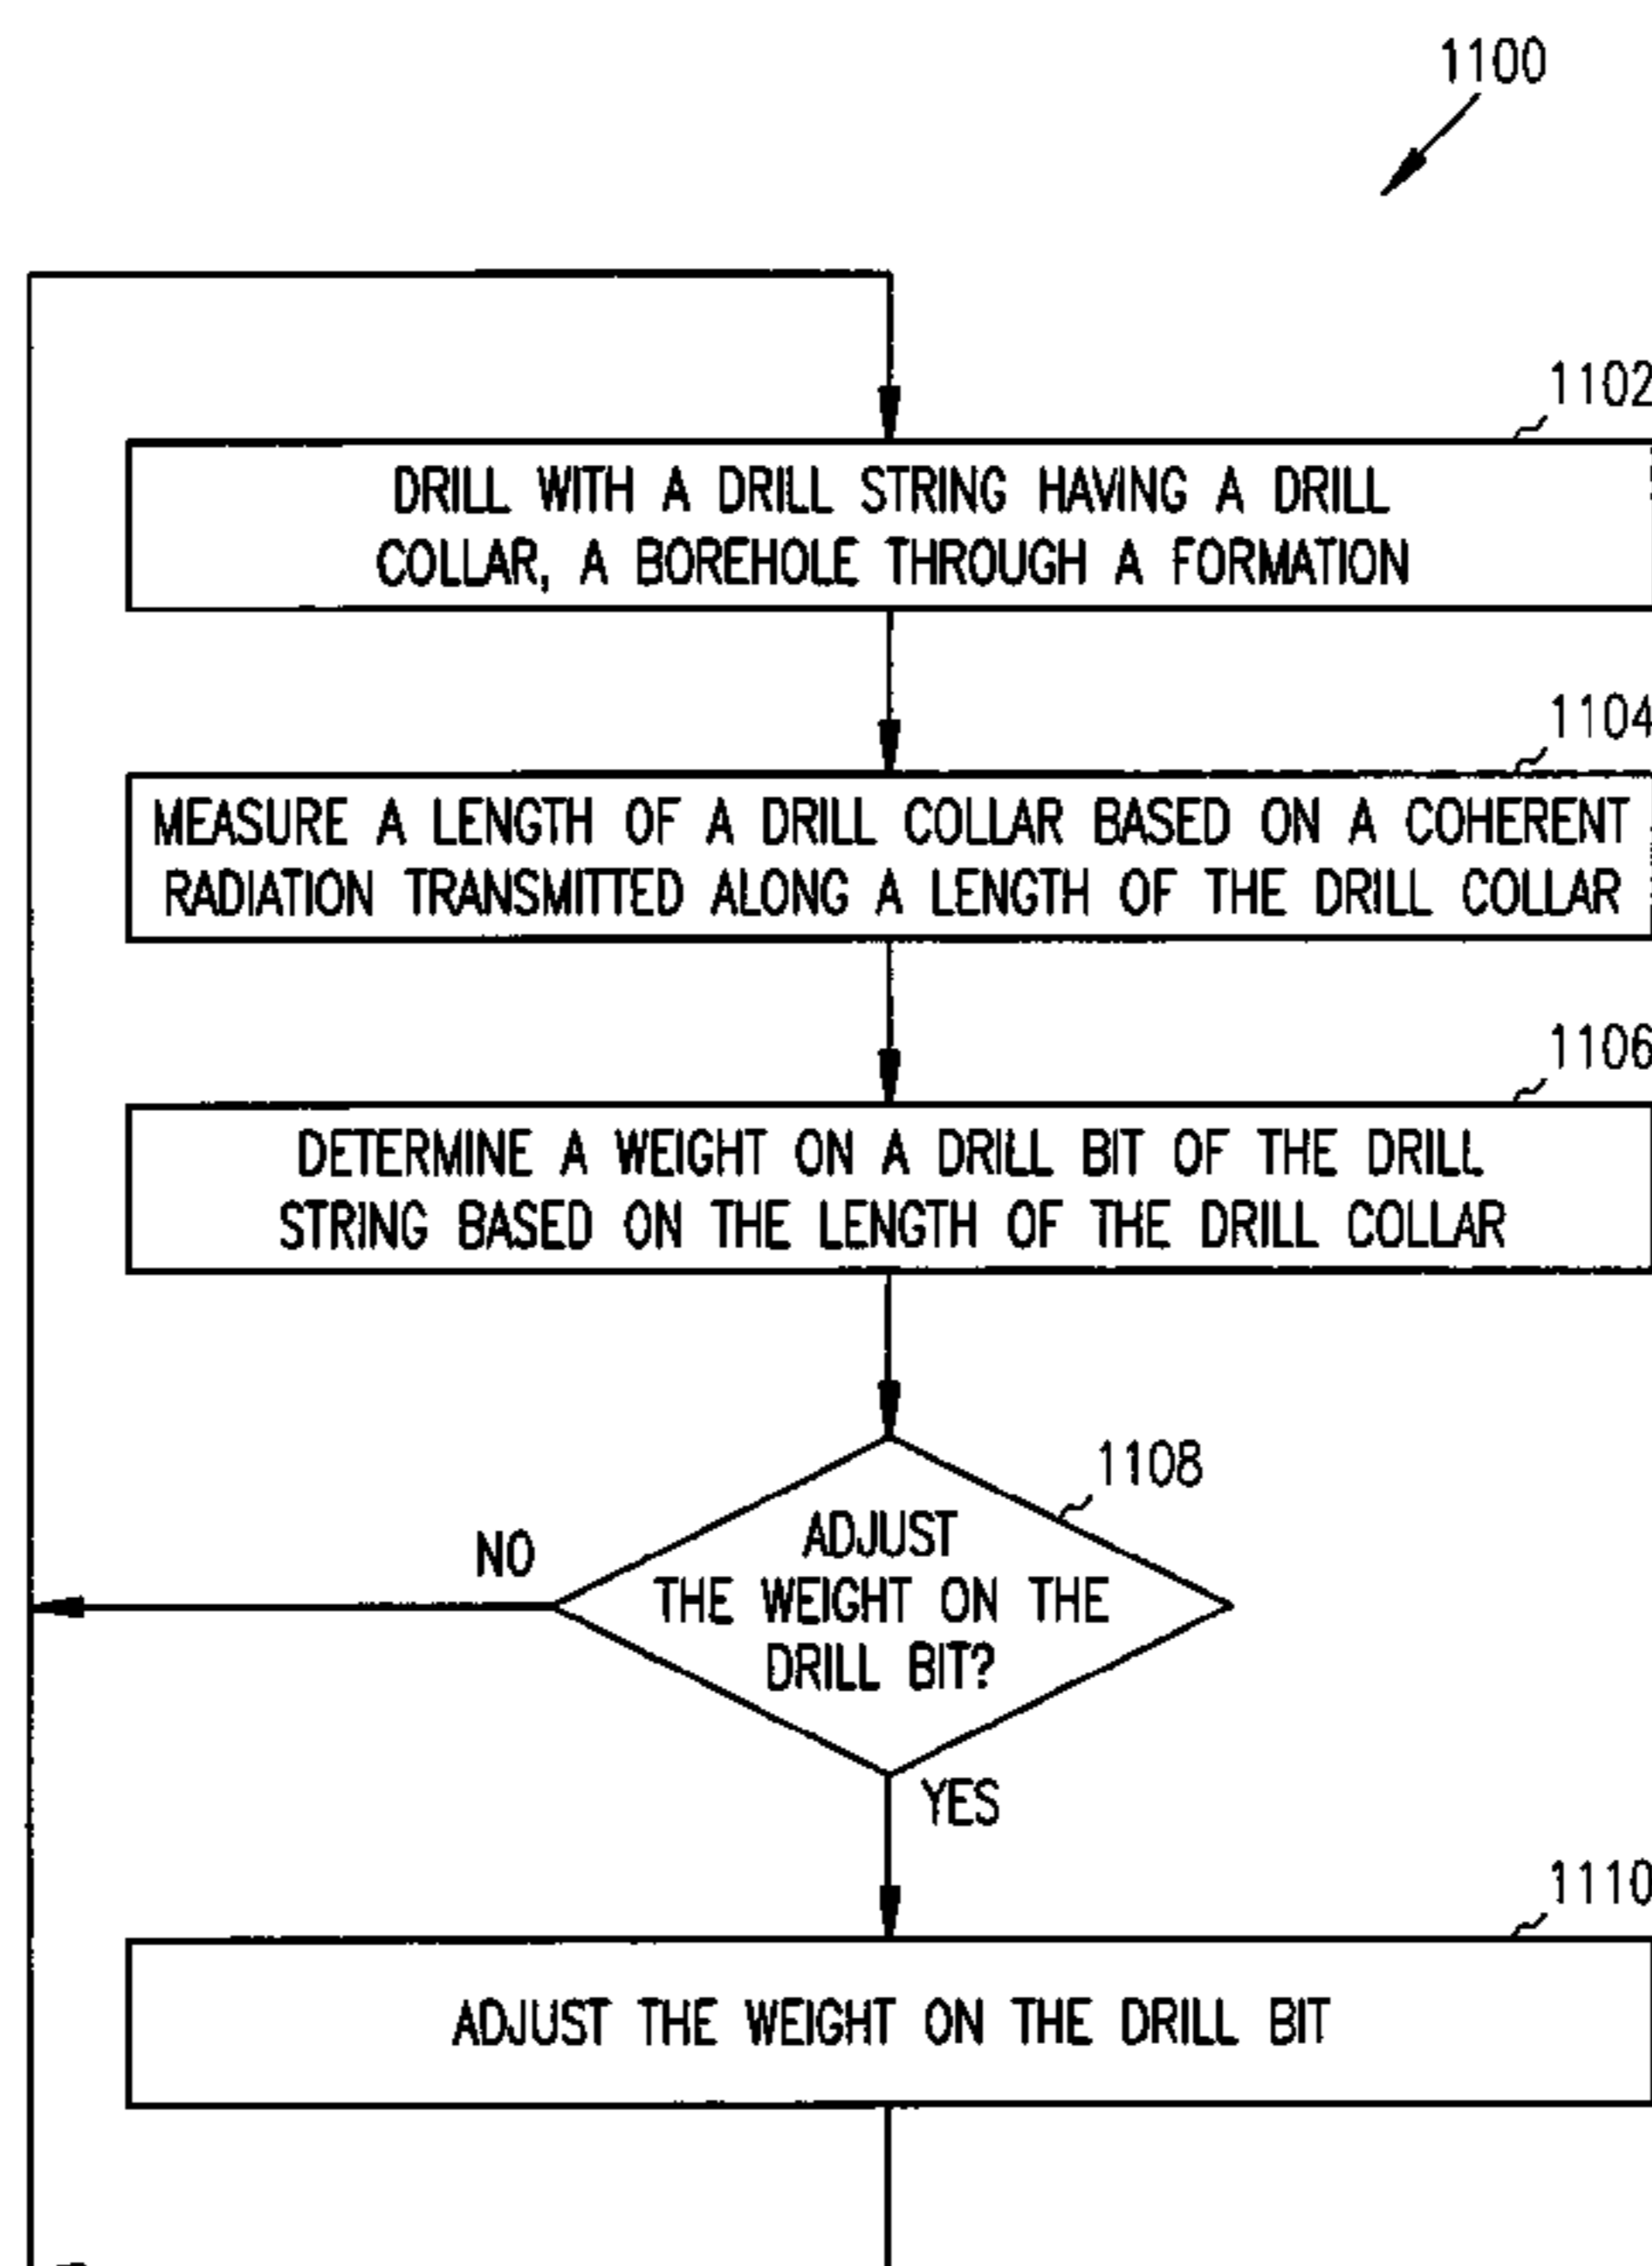 1100
1102
DRILL WITH A DRILL STRING HAVING A DRILL
COLLAR, A BOREHOLE THROUGH A FORMATION
1104
MEASURE A LENGTH OF A DRILL COLLAR BASED ON A COHERENT
RADIATION TRANSMITTED ALONG A LENGTH OF THE DRILL COLLAR
1106
DETERMINE A WEIGHT ON A DRILL BIT OF THE DRILL
STRING BASED ON THE LENGTH OF THE DRILL COLLAR
1108
ADJUST
THE WEIGHT ON THE
DRILL BIT?
NO
YES
1110
ADJUST THE WEIGHT ON THE DRILL BIT